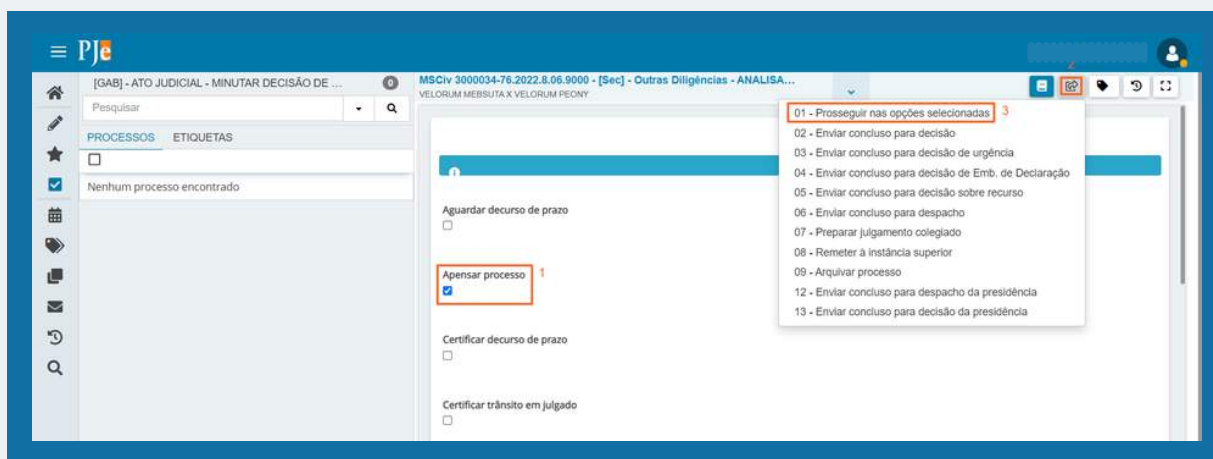 PJe
[GAB] - ATO JUDICIAL - MINUTAR DECISÃO DE ...
0
Pesquisar
PROCESSOS ETIQUETAS
Nenhum processo encontrado
MSCiv 3000034-76.2022.8.06.9000 - [Sec] - Outras Diligências - ANALISA...
VELORUM MEBSUTA X VELORUM PEONY
2
01 - Prosseguir nas opções selecionadas 3
02 - Enviar concluso para decisão
03 - Enviar concluso para decisão de urgência
04 - Enviar concluso para decisão de Emb. de Declaração
05 - Enviar concluso para decisão sobre recurso
06 - Enviar concluso para despacho
07 - Preparar julgamento colegiado
08 - Remeter à instância superior
09 - Arquivar processo
12 - Enviar concluso para despacho da presidência
13 - Enviar concluso para decisão da presidência
Aguardar decurso de prazo
Apensar processo 1
Certificar decurso de prazo
Certificar trânsito em julgado